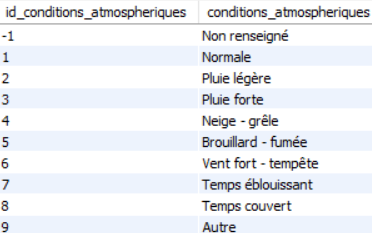 id_conditions_atmospheriques conditions_atmospheriques
-1 Non renseigné
1 Normale
2 Pluie légère
3 Pluie forte
4 Neige - grêle
5 Brouillard - fumée
6 Vent fort - tempête
7 Temps éblouissant
8 Temps couvert
9 Autre